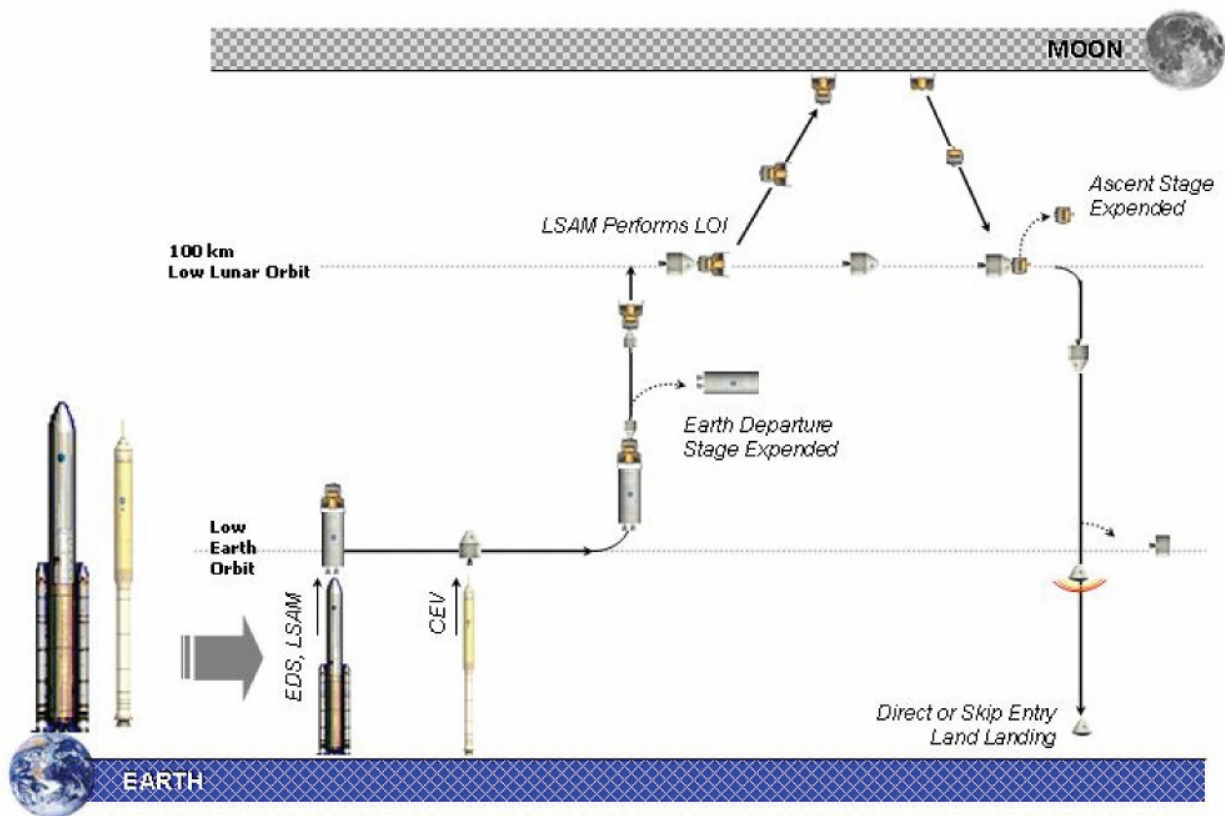 MOON
Ascent Stage
Expended
LSAM Performs LOI
100 km
Low Lunar Orbit
Earth Departure
Stage Expended
Low
Earth
Orbit
EDS, LSAM
CEV
Direct or Skip Entry
Land Landing
EARTH